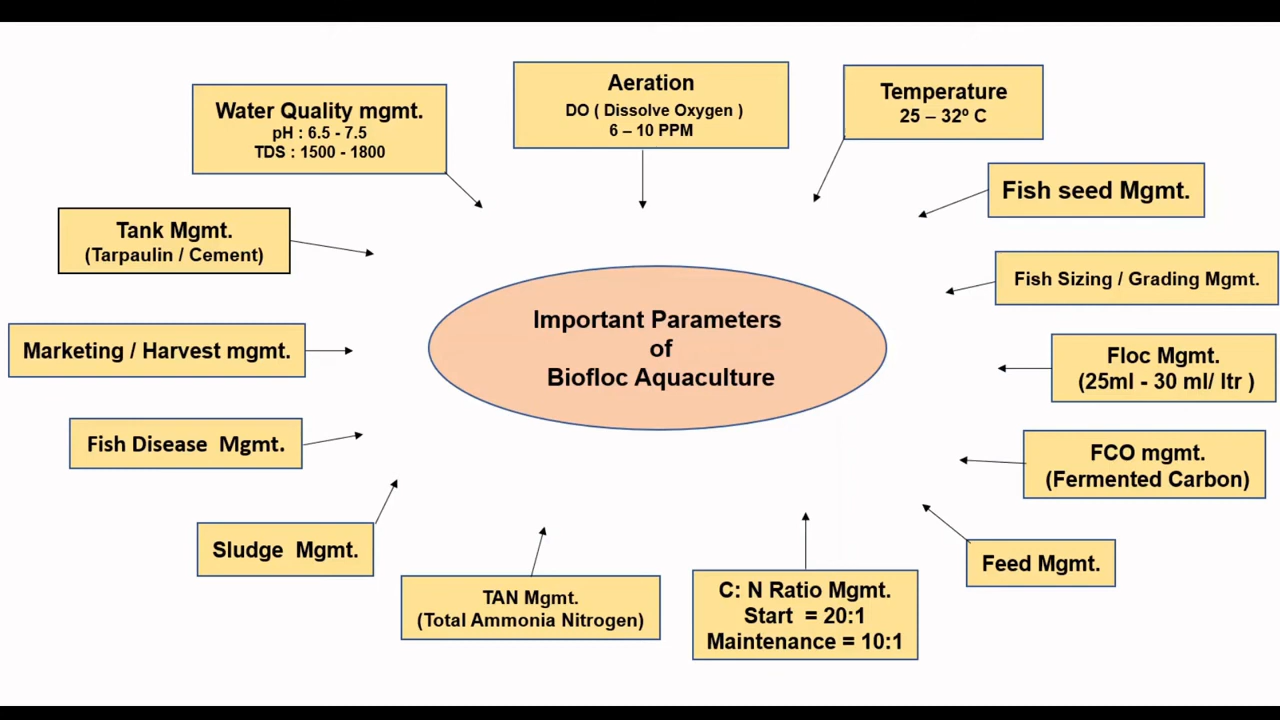 Water Quality mgmt.
pH : 6.5 - 7.5
TDS : 1500 - 1800
Aeration
DO ( Dissolve Oxygen )
6 – 10 PPM
Temperature
25 – 32º C
Fish seed Mgmt.
Tank Mgmt.
(Tarpaulin / Cement)
Fish Sizing / Grading Mgmt.
Important Parameters
of
Biofloc Aquaculture
Marketing / Harvest mgmt.
Floc Mgmt.
(25ml - 30 ml/ ltr )
Fish Disease Mgmt.
FCO mgmt.
(Fermented Carbon)
Sludge Mgmt.
Feed Mgmt.
TAN Mgmt.
(Total Ammonia Nitrogen)
C: N Ratio Mgmt.
Start = 20:1
Maintenance = 10:1